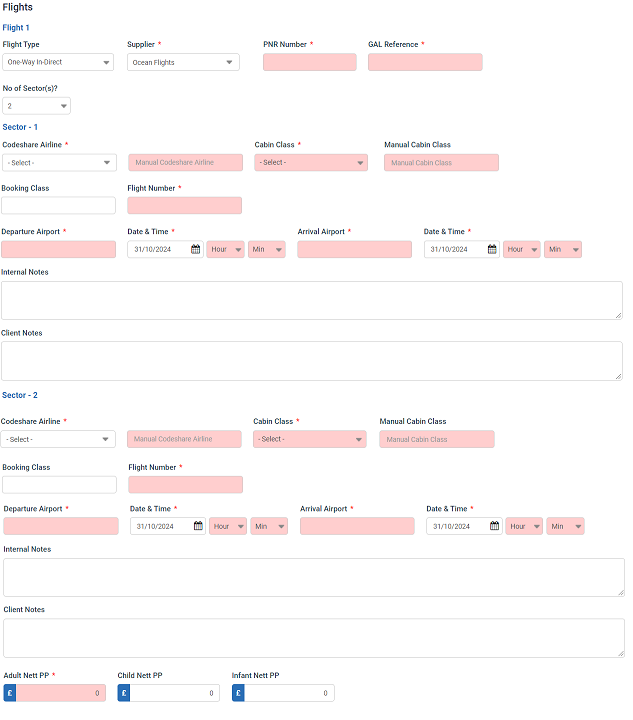 Flights
Flight 1
Flight Type Supplier * PNR Number * GAL Reference *
One-Way In-Direct Ocean Flights
No of Sector(s)?
2
Sector - 1
Codeshare Airline * Cabin Class * Manual Cabin Class
- Select - Manual Codeshare Airline - Select - Manual Cabin Class
Booking Class Flight Number *
Departure Airport * Date & Time * Arrival Airport * Date & Time *
31/10/2024 Hour Min 31/10/2024 Hour Min
Internal Notes
Client Notes
Sector - 2
Codeshare Airline * Cabin Class * Manual Cabin Class
- Select - Manual Codeshare Airline - Select - Manual Cabin Class
Booking Class Flight Number *
Departure Airport * Date & Time * Arrival Airport * Date & Time *
31/10/2024 Hour Min 31/10/2024 Hour Min
Internal Notes
Client Notes
Adult Nett PP * Child Nett PP Infant Nett PP
£ 0 £ 0 £ 0